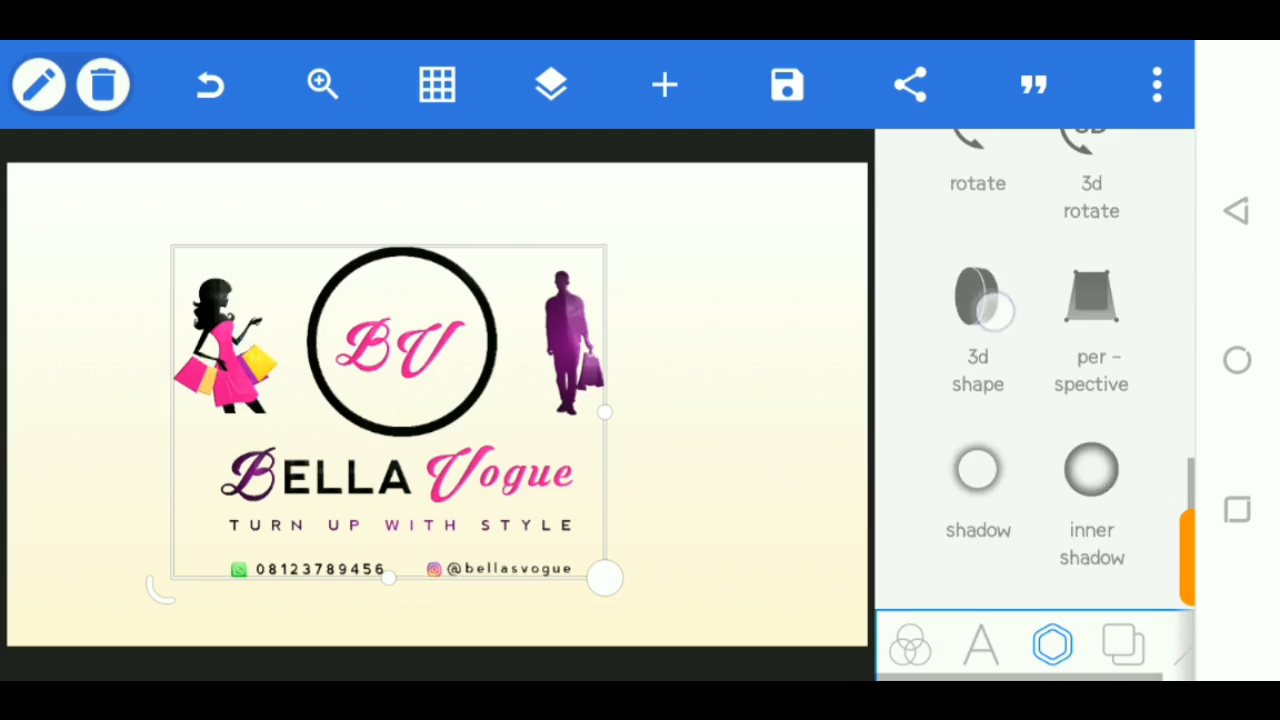 3D
rotate
3d
rotate
3d
shape
per -
spective
BV
BELLA Vogue
TURN UP WITH STYLE
08123789456
@bellasvogue
shadow
inner
shadow
A